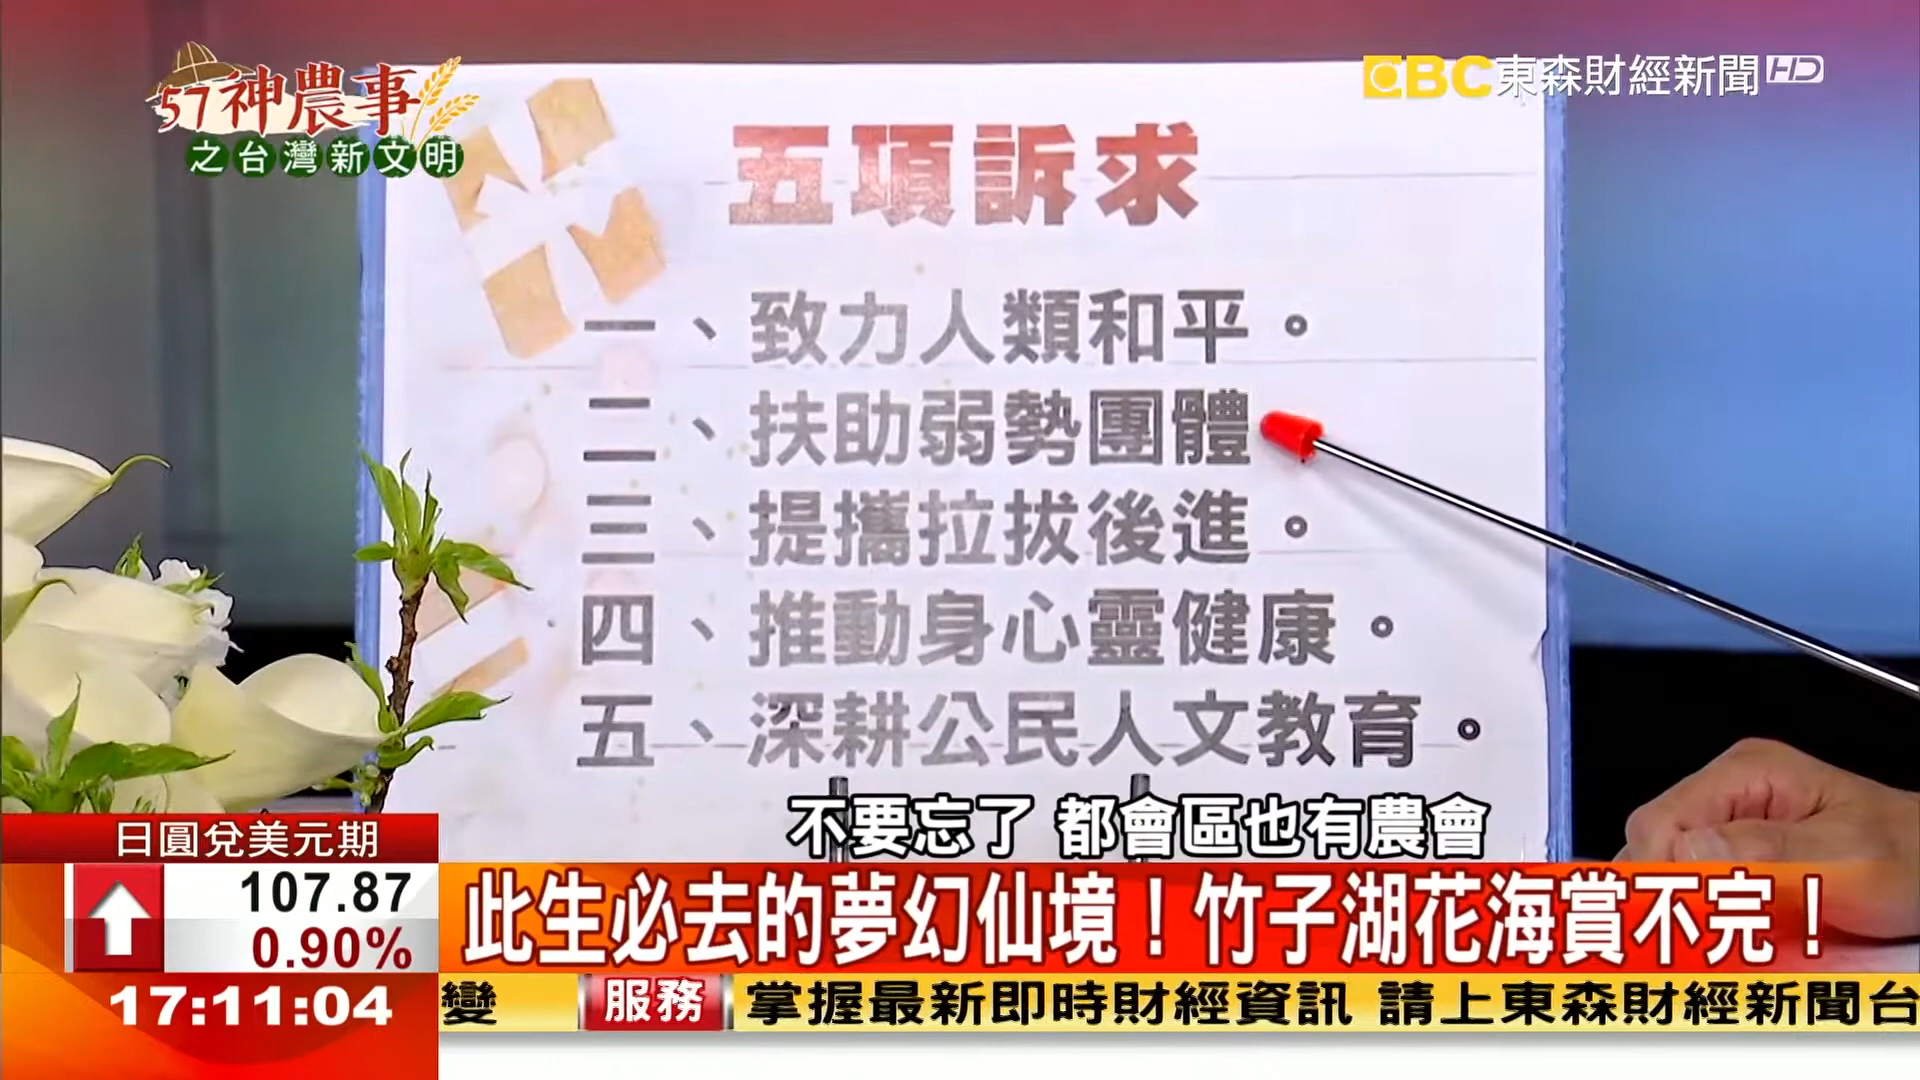 57神農事
之台灣新文明
EBC東森財經新聞HD
五項訴求
一、致力人類和平。
二、扶助弱勢團體
三、提攜拉拔後進。
四、推動身心靈健康。
五、深耕公民人文教育。
不要忘了 都會區也有農會
日圓兌美元期
107.87
0.90%
此生必去的夢幻仙境！竹子湖花海賞不完！
17:11:04
變 服務 掌握最新即時財經資訊 請上東森財經新聞台